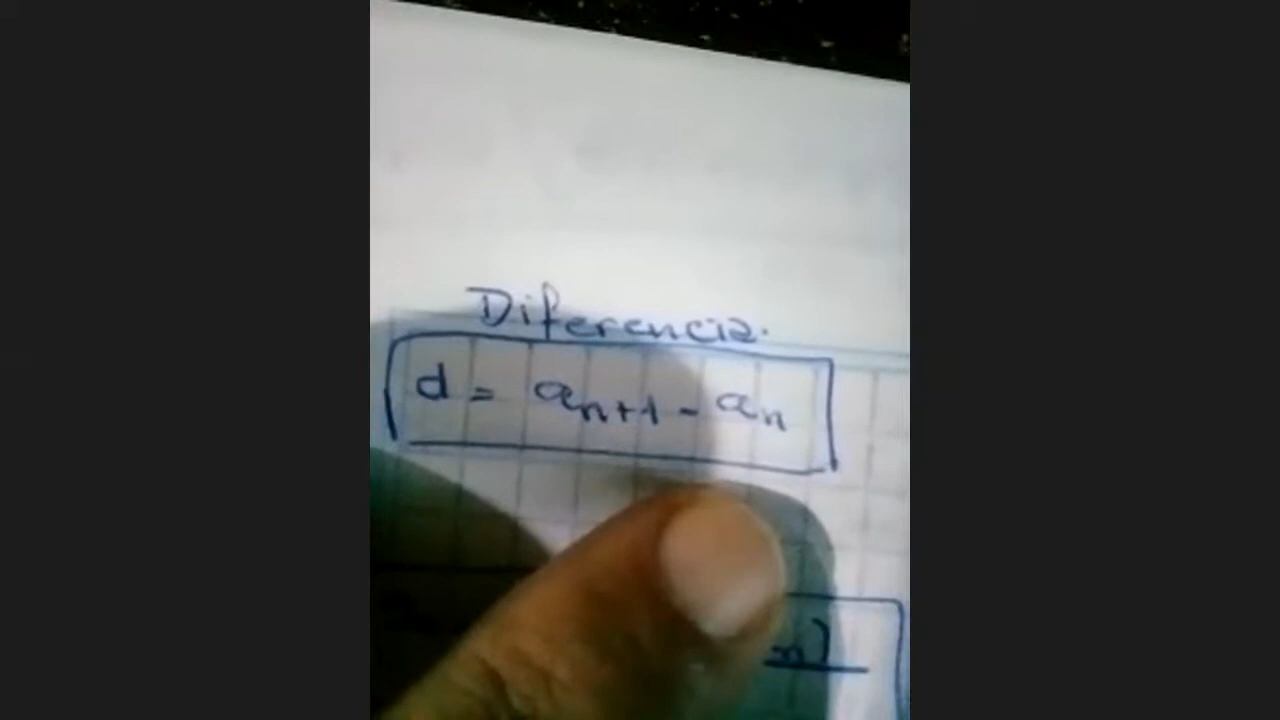 Diferencia.
d = aₙ₊₁ - aₙ
n)